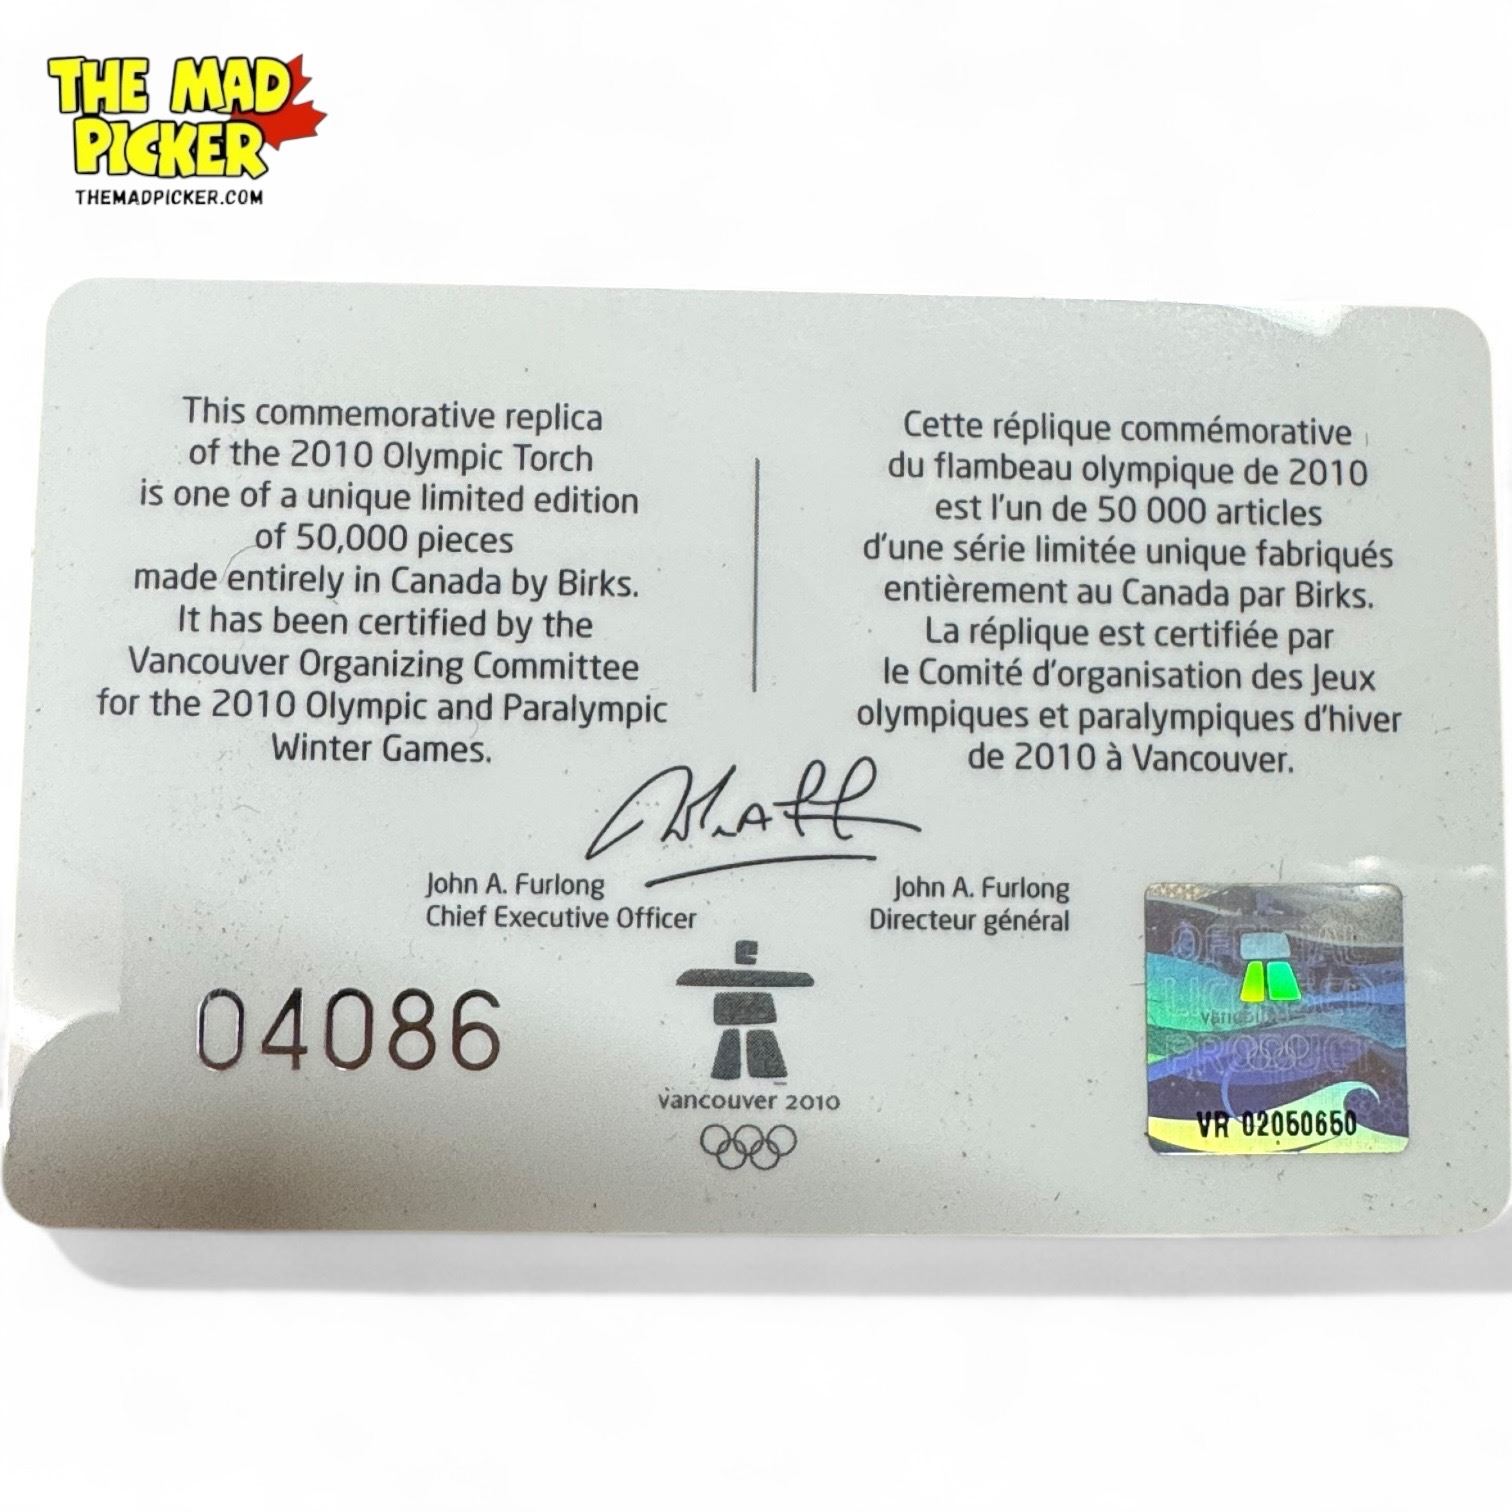 THE MAD
PICKER
THEMADPICKER.COM
This commemorative replica
of the 2010 Olympic Torch
is one of a unique limited edition
of 50,000 pieces
made entirely in Canada by Birks.
It has been certified by the
Vancouver Organizing Committee
for the 2010 Olympic and Paralympic
Winter Games.
Cette réplique commémorative
du flambeau olympique de 2010
est l'un de 50 000 articles
d'une série limitée unique fabriqués
entièrement au Canada par Birks.
La réplique est certifiée par
le Comité d'organisation des Jeux
olympiques et paralympiques d'hiver
de 2010 à Vancouver.
John A. Furlong
Chief Executive Officer
John A. Furlong
Directeur général
04086
vancouver 2010
OFFICIAL
LICENSED
PRODUCT
VR 02050650